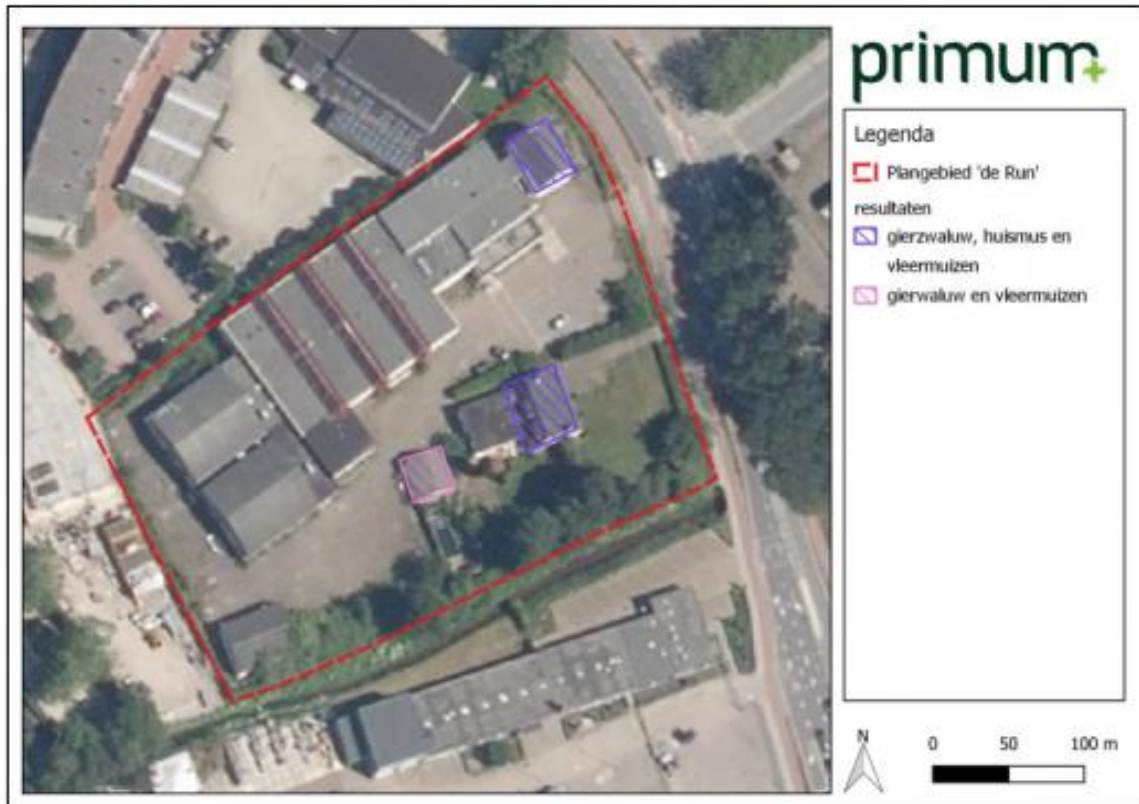 primum+
Legenda
Plangebied 'de Run'
resultaten
gierzwaluw, huismus en
vleermuizen
gierwaluw en vleermuizen
N
0 50 100 m